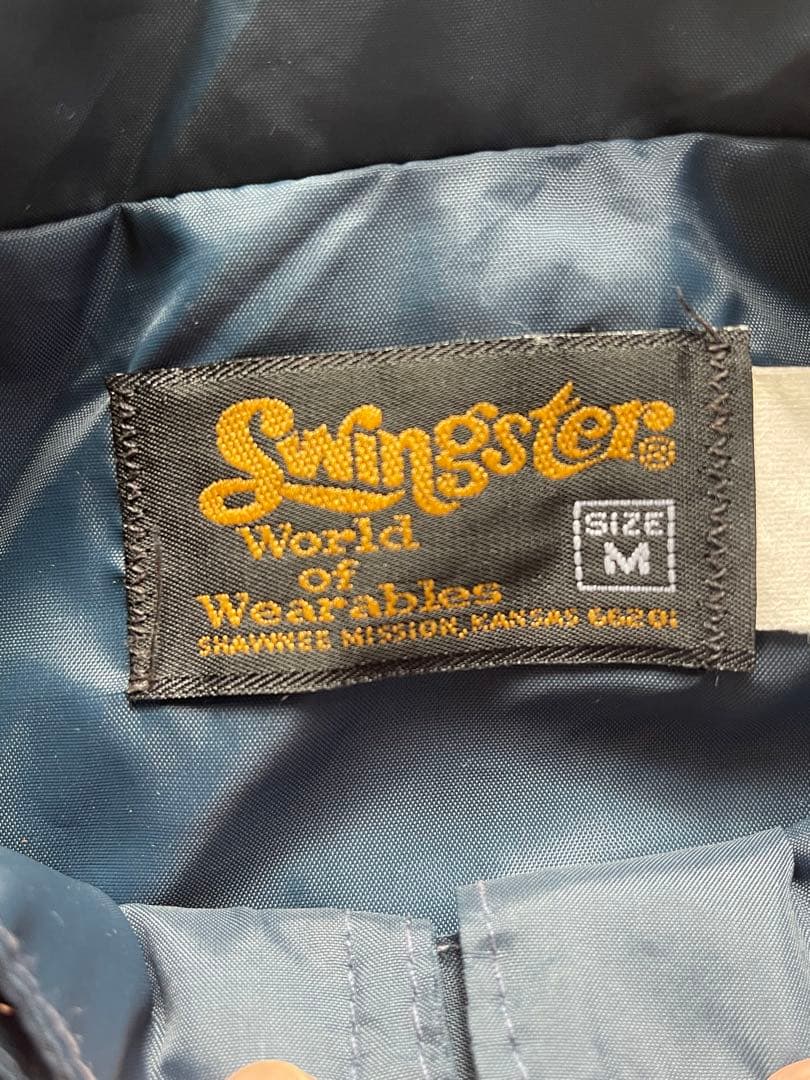 Swingster®
World
of
Wearables
SHAWNEE MISSION, KANSAS 66201
SIZE
M